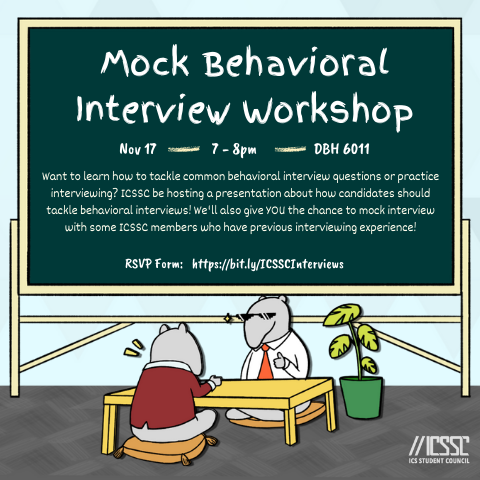 Mock Behavioral
Interview Workshop
Nov 17 7 - 8pm DBH 6011
Want to learn how to tackle common behavioral interview questions or practice
interviewing? ICSSC be hosting a presentation about how candidates should
tackle behavioral interviews! We'll also give YOU the chance to mock interview
with some ICSSC members who have previous interviewing experience!
RSVP Form: https://bit.ly/ICSSCInterviews
//ICSSC
ICS STUDENT COUNCIL